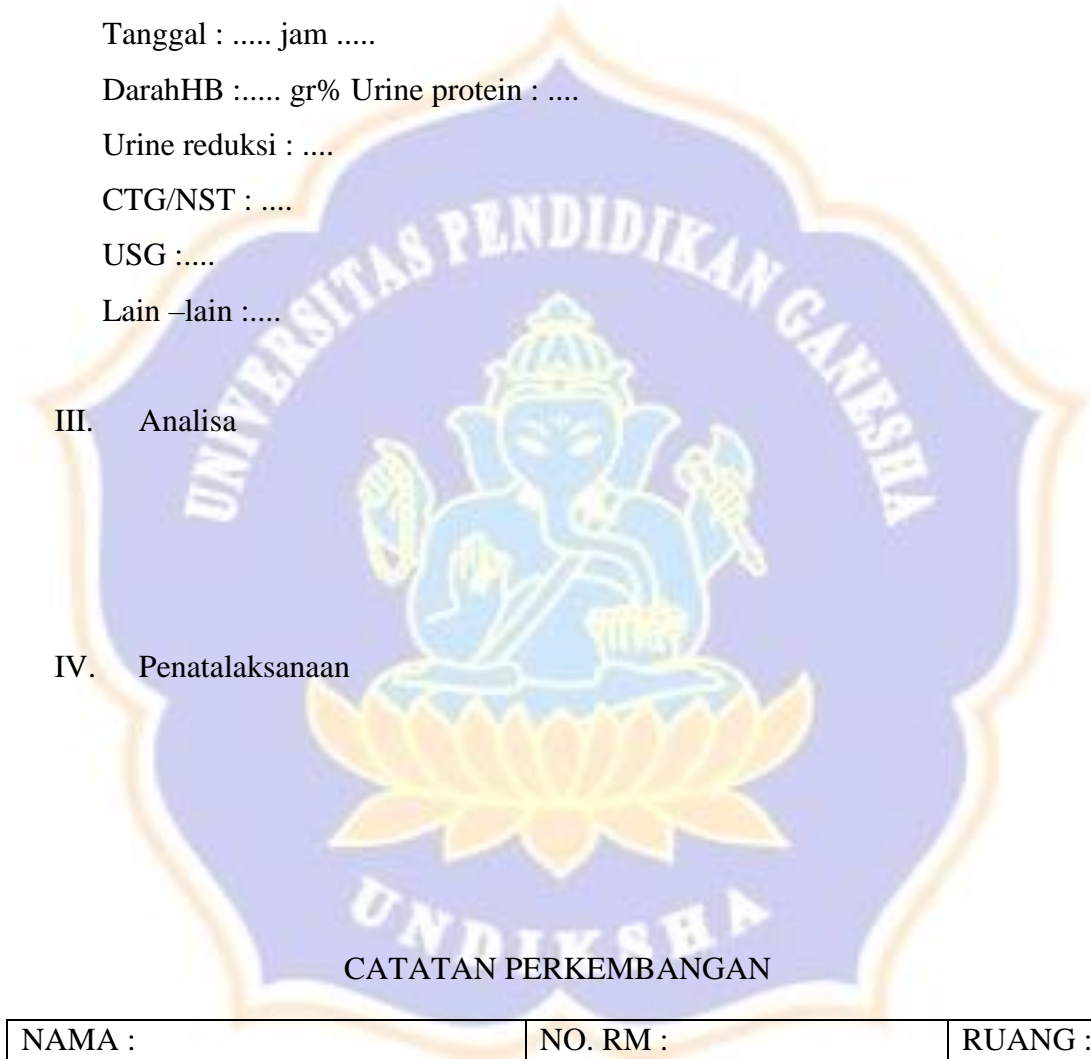 Tanggal : ..... jam .....
DarahHB :..... gr% Urine protein : ....
Urine reduksi : ....
CTG/NST : ....
USG :....
Lain –lain :....
UNIVERSITAS PENDIDIKAN GANESHA
III. Analisa
IV. Penatalaksanaan
UNDIKSHA
CATATAN PERKEMBANGAN
NAMA : NO. RM : RUANG :